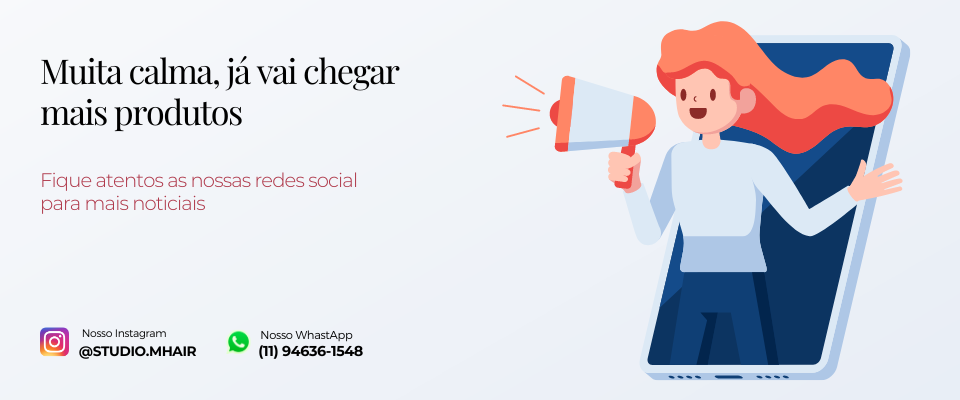 Muita calma, já vai chegar
mais produtos
Fique atentos as nossas redes social
para mais noticiais
Nosso Instagram
@STUDIO.MHAIR
Nosso WhastApp
(11) 94636-1548